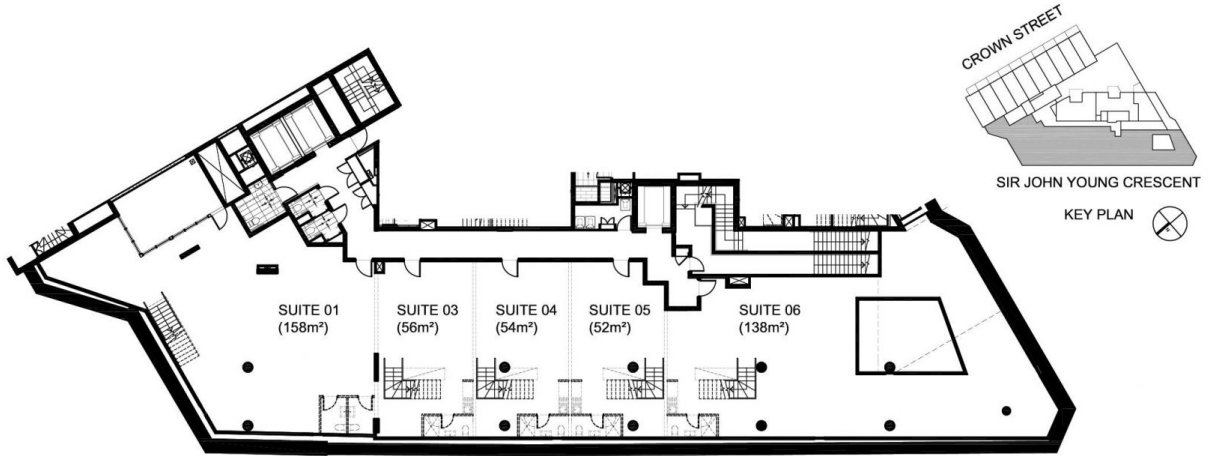 CROWN STREET
SIR JOHN YOUNG CRESCENT
KEY PLAN
SUITE 01
(158m²)
SUITE 03
(56m²)
SUITE 04
(54m²)
SUITE 05
(52m²)
SUITE 06
(138m²)